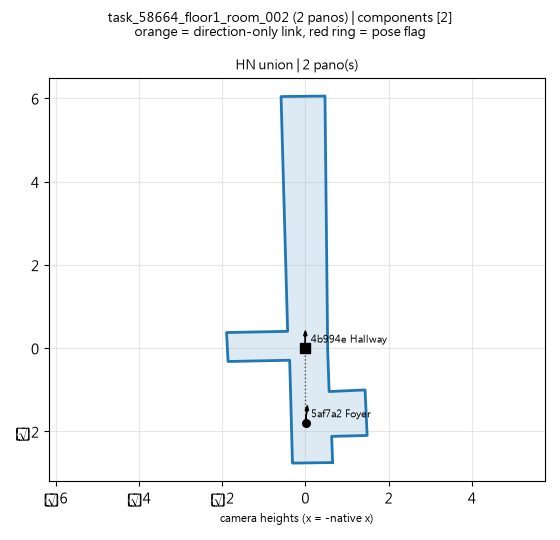 task_58664_floor1_room_002 (2 panos) | components [2]
orange = direction-only link, red ring = pose flag
HN union | 2 pano(s)
6
4
2
0
2
4b994e Hallway
5af7a2 Foyer
6 4 2 0 2 4
camera heights (x = -native x)